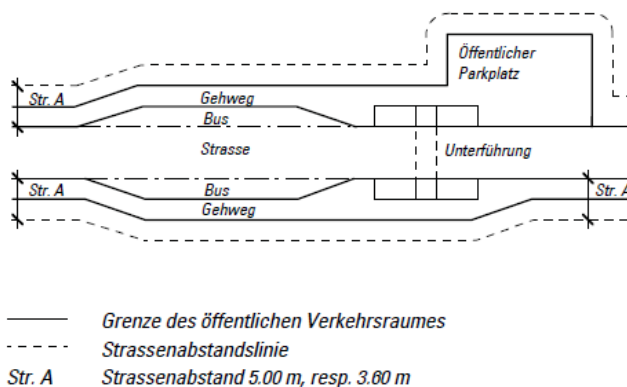 Öffentlicher
Parkplatz
Str. A
Gehweg
Bus
Strasse
Unterführung
Str. A
Bus
Str. A
Gehweg
Grenze des öffentlichen Verkehrsraumes
Strassenabstandslinie
Str. A Strassenabstand 5.00 m, resp. 3.60 m